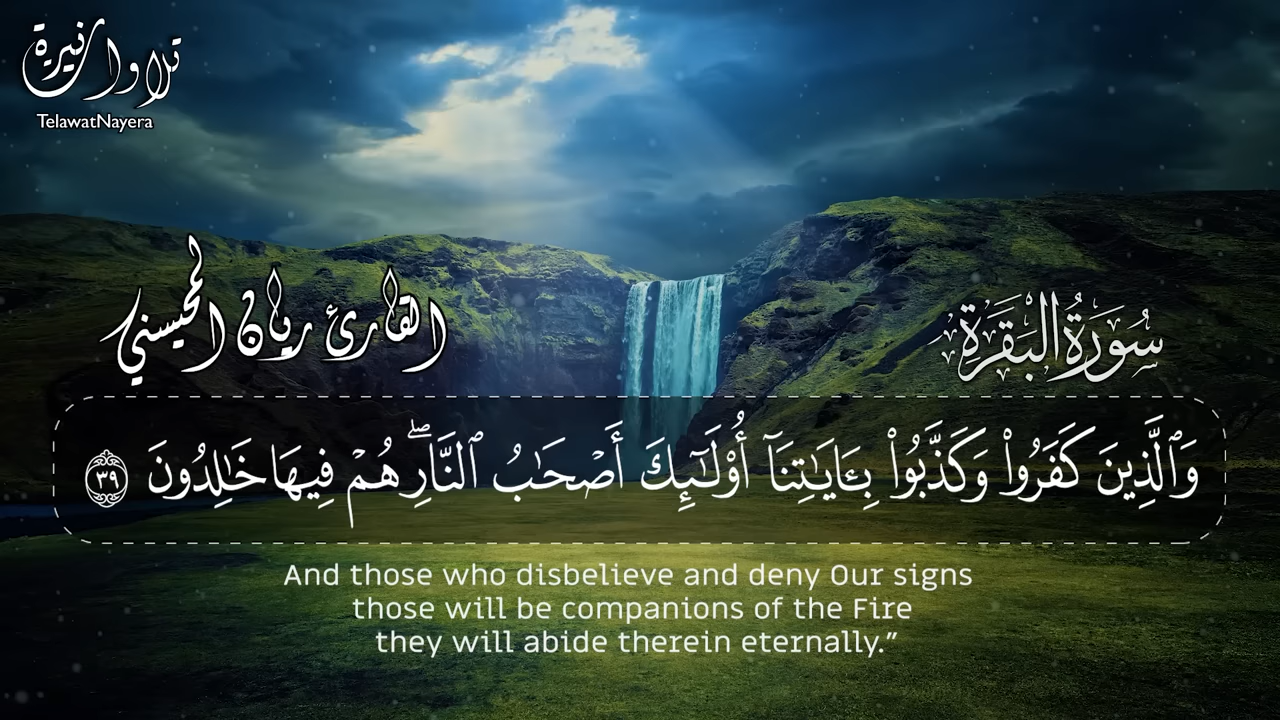 تلاوات نيرة
TelawatNayera
القارئ ريان المحيسني
سُورَةُ البَقَرَةِ
وَٱلَّذِينَ كَفَرُوا۟ وَكَذَّبُوا۟ بِـَٔايَـٰتِنَآ أُو۟لَـٰٓئِكَ أَصْحَـٰبُ ٱلنَّارِ ۖ هُمْ فِيهَا خَـٰلِدُونَ ٣٩
And those who disbelieve and deny Our signs
those will be companions of the Fire
they will abide therein eternally.”